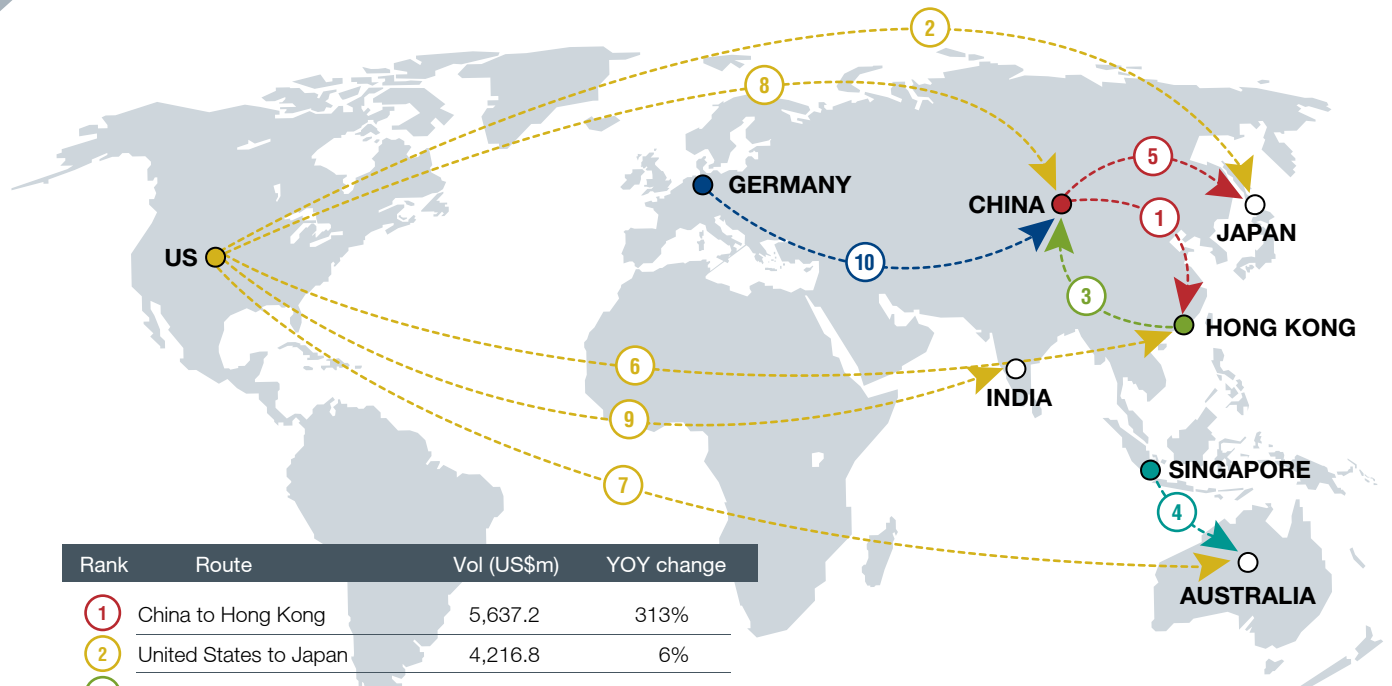 2
8
5
GERMANY
CHINA
1
JAPAN
US
10
3
HONG KONG
6
INDIA
9
SINGAPORE
7
4
AUSTRALIA
Rank Route Vol (US$m) YOY change
1 China to Hong Kong 5,637.2 313%
2 United States to Japan 4,216.8 6%